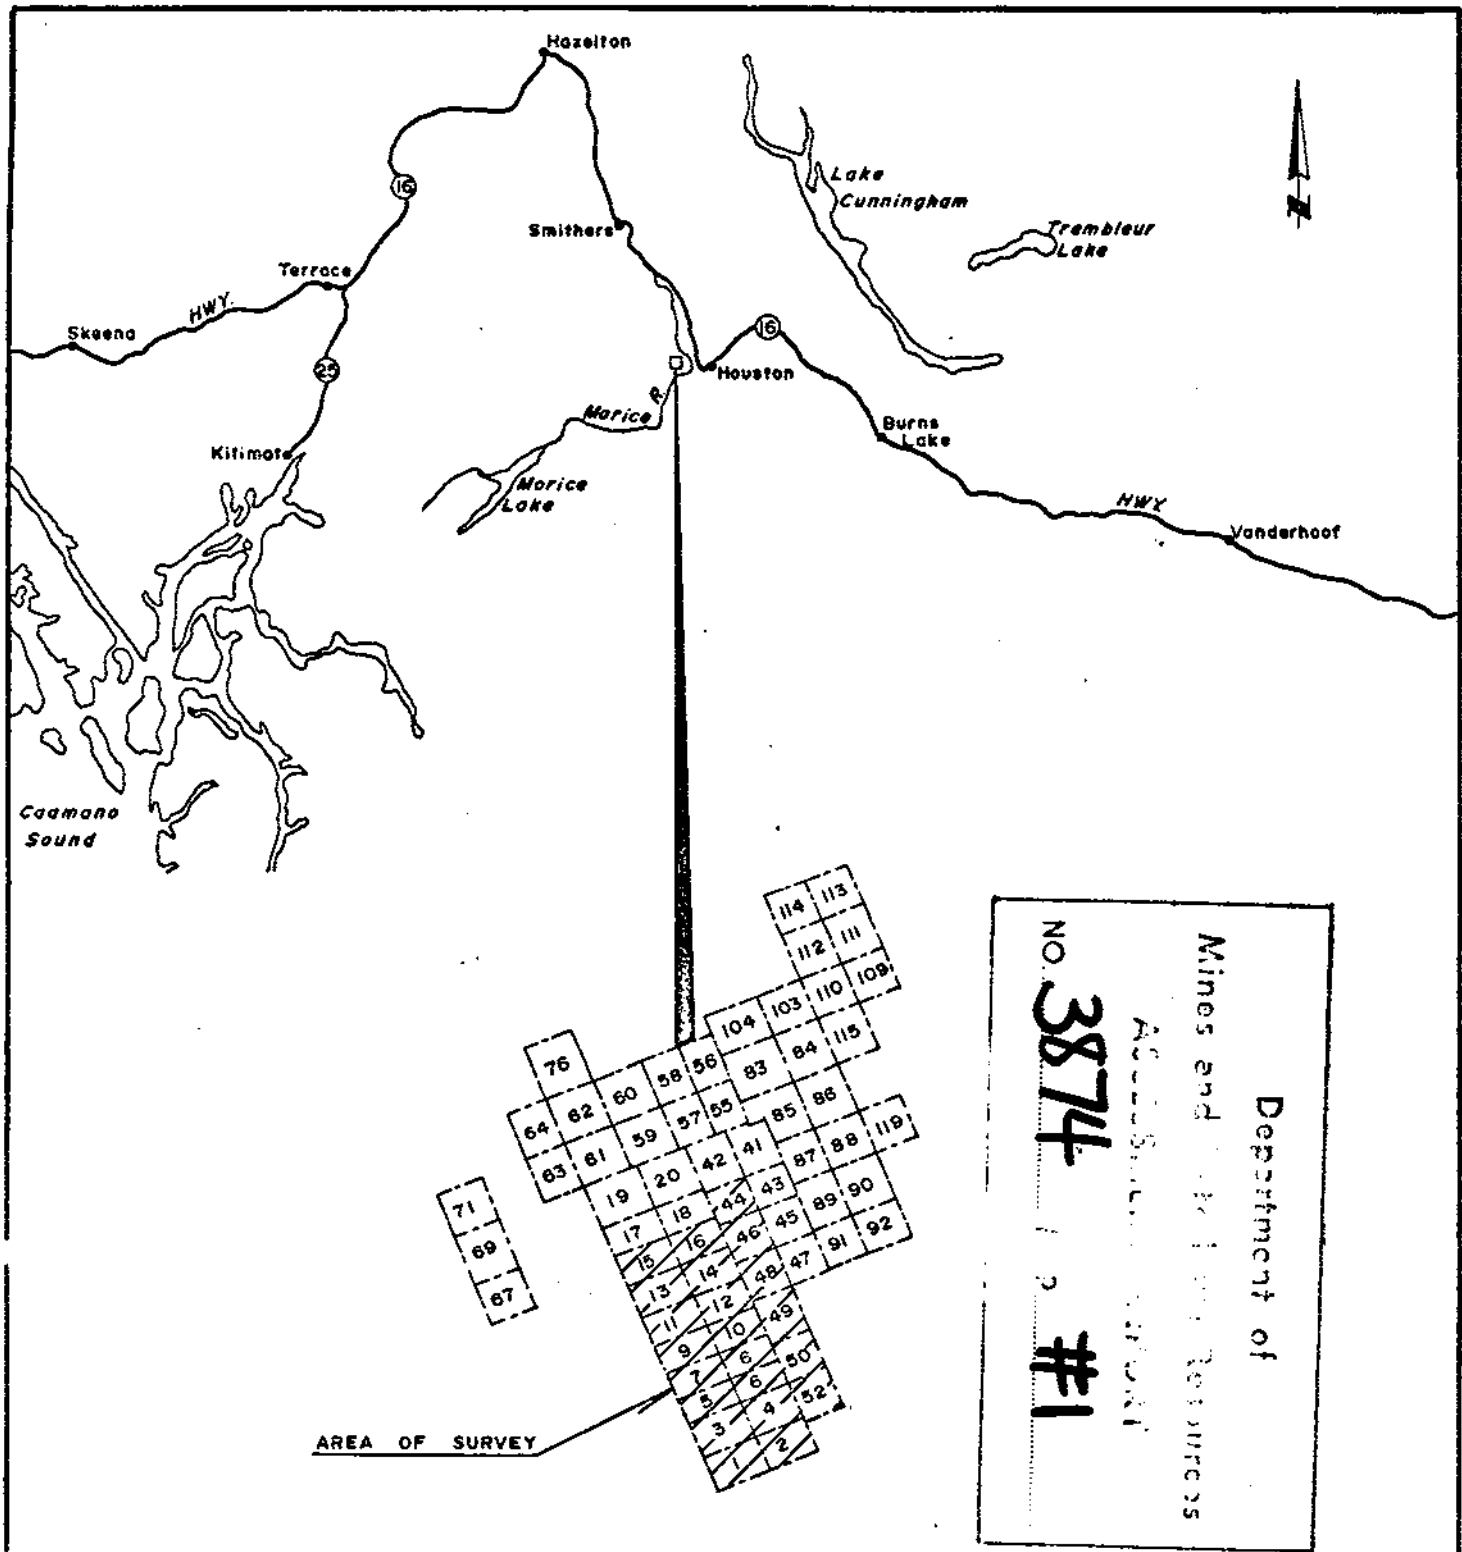 Hazelton
16
Lake
Cunningham
Trembleur
Lake
Smithers
Terrace
HWY.
Skeena
25
16
Houston
Morice R.
Burns
Lake
Kitimat
Morice
Lake
HWY.
Vanderhoof
Caamano
Sound
114 113
112 111
104 103 110 109
76 58 56 83 84 115
64 62 60 57 55 85 86
63 61 59 42 41 87 88 119
71 19 20 44 43 89 90
69 17 18 46 45 91 92
67 15 16 48 47
13 14 49
11 12
9 10 50
7 6
5 6 52
3 4
1 2
AREA OF SURVEY
Department of
Mines and Resources
NO. 3874 #1